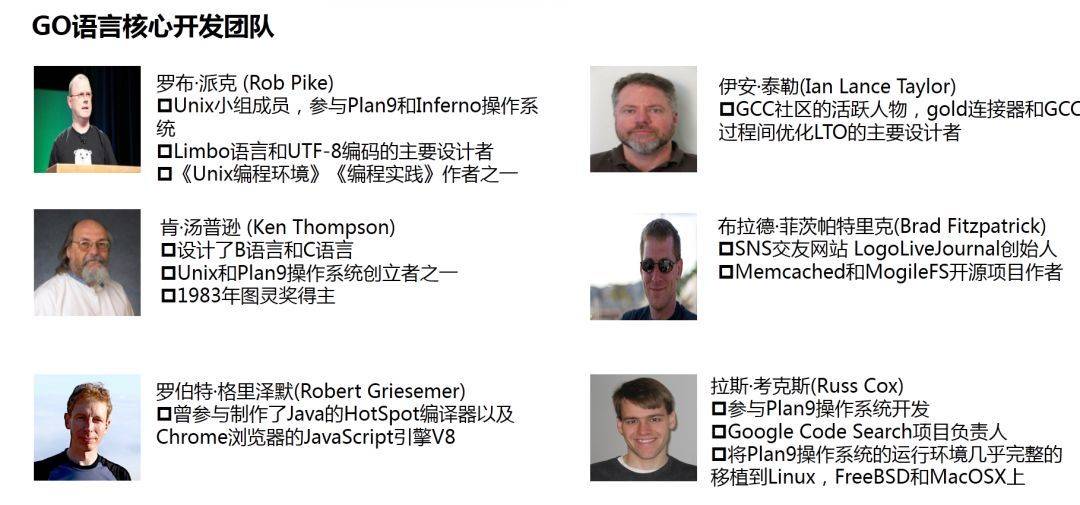 GO语言核心开发团队
罗布·派克 (Rob Pike)
Unix小组成员，参与Plan9和Inferno操作系
统
Limbo语言和UTF-8编码的主要设计者
《Unix编程环境》《编程实践》作者之一
肯·汤普逊 (Ken Thompson)
设计了B语言和C语言
Unix和Plan9操作系统创立者之一
1983年图灵奖得主
罗伯特·格里泽默(Robert Griesemer)
曾参与制作了Java的HotSpot编译器以及
Chrome浏览器的JavaScript引擎V8
伊安·泰勒(Ian Lance Taylor)
GCC社区的活跃人物，gold连接器和GCC
过程间优化LTO的主要设计者
布拉德·菲茨帕特里克(Brad Fitzpatrick)
SNS交友网站 LogoLiveJournal创始人
Memcached和MogileFS开源项目作者
拉斯·考克斯(Russ Cox)
参与Plan9操作系统开发
Google Code Search项目负责人
将Plan9操作系统的运行环境几乎完整的
移植到Linux，FreeBSD和MacOSX上